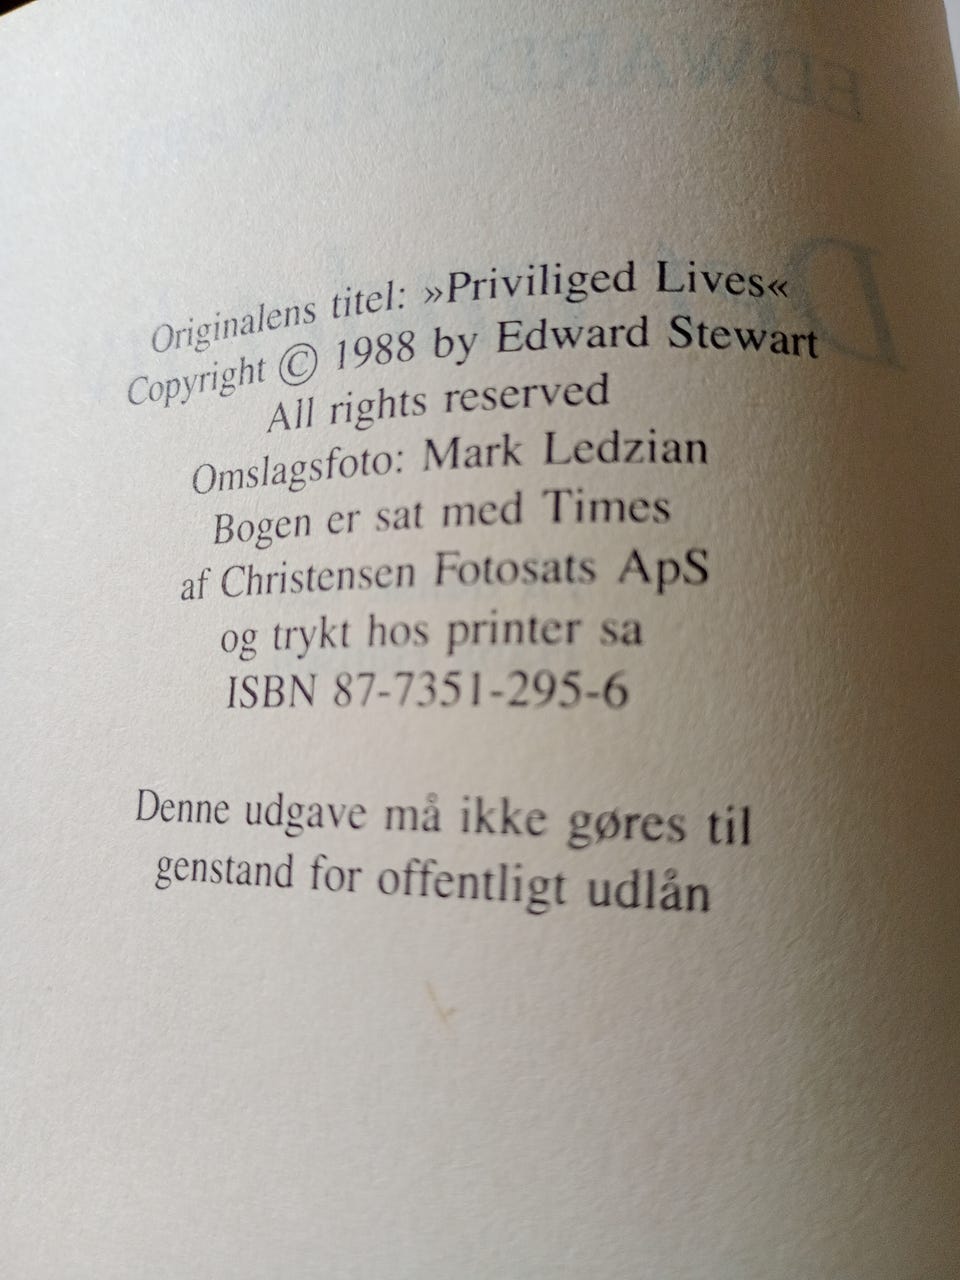 Originalens titel: »Priviliged Lives«
Copyright © 1988 by Edward Stewart
All rights reserved
Omslagsfoto: Mark Ledzian
Bogen er sat med Times
af Christensen Fotosats ApS
og trykt hos printer sa
ISBN 87-7351-295-6
Denne udgave må ikke gøres til
genstand for offentligt udlån